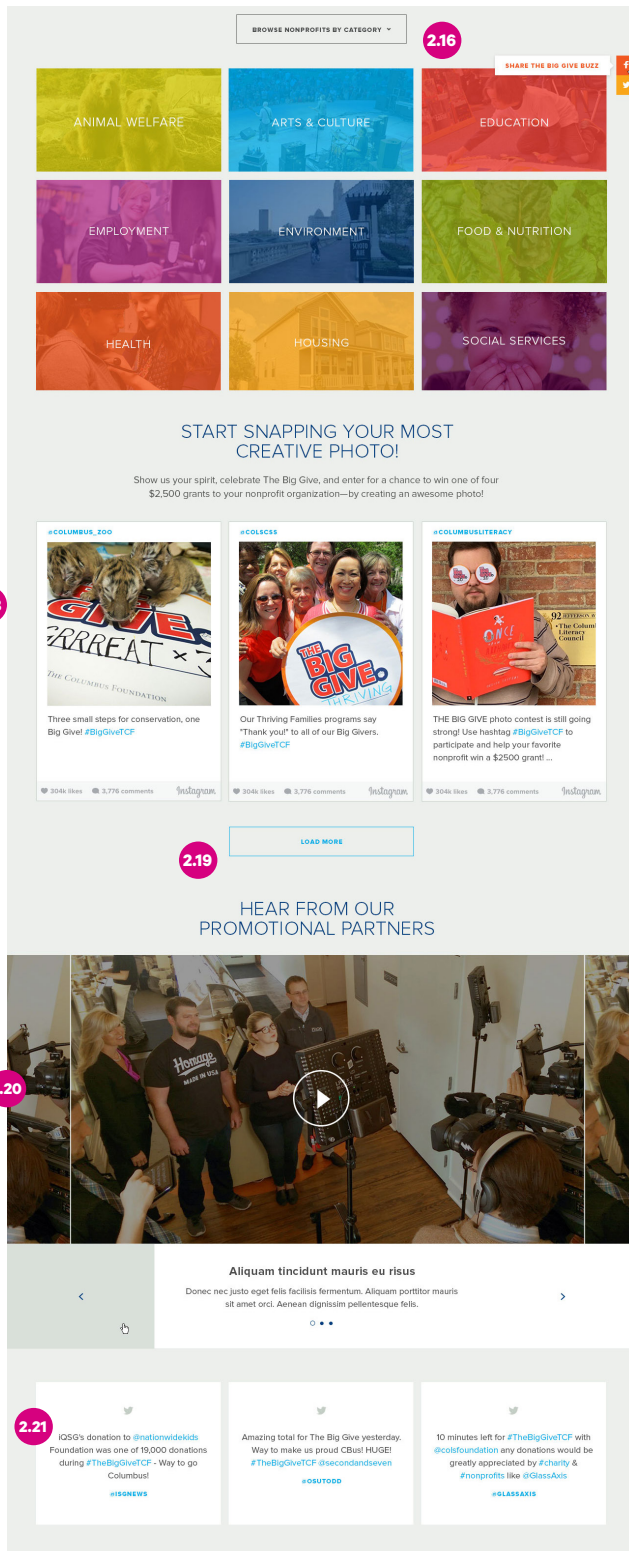 BROWSE NONPROFITS BY CATEGORY
2.16
SHARE THE BIG GIVE BUZZ
ANIMAL WELFARE
ARTS & CULTURE
EDUCATION
EMPLOYMENT
ENVIRONMENT
FOOD & NUTRITION
HEALTH
HOUSING
SOCIAL SERVICES
START SNAPPING YOUR MOST
CREATIVE PHOTO!
Show us your spirit, celebrate The Big Give, and enter for a chance to win one of four
$2,500 grants to your nonprofit organization—by creating an awesome photo!
@COLUMBUS_ZOO
GIVE
GRRREAT x
THE COLUMBUS FOUNDATION
Three small steps for conservation, one
Big Give! #BigGiveTCF
304k likes 3,776 comments Instagram
@COLSCSS
THE
BIG
GIVE
THRIVING
Our Thriving Families programs say
"Thank you!" to all of our Big Givers.
#BigGiveTCF
304k likes 3,776 comments Instagram
@COLUMBUSLITERACY
ONCE
92 JEFFERSON
•The Colum
Literacy
Council
THE BIG GIVE photo contest is still going
strong! Use hashtag #BigGiveTCF to
participate and help your favorite
nonprofit win a $2500 grant! ...
304k likes 3,776 comments Instagram
LOAD MORE
2.19
HEAR FROM OUR
PROMOTIONAL PARTNERS
Homage
MADE IN USA
.20
Aliquam tincidunt mauris eu risus
Donec nec justo eget felis facilisis fermentum. Aliquam porttitor mauris
sit amet orci. Aenean dignissim pellentesque felis.
2.21
iQSG's donation to @nationwidekids
Foundation was one of 19,000 donations
during #TheBigGiveTCF - Way to go
Columbus!
@ISGNEWS
Amazing total for The Big Give yesterday.
Way to make us proud CBus! HUGE!
#TheBigGiveTCF @secondandseven
@OSUTODD
10 minutes left for #TheBigGiveTCF with
@colsfoundation any donations would be
greatly appreciated by #charity &
#nonprofits like @GlassAxis
@GLASSAXIS